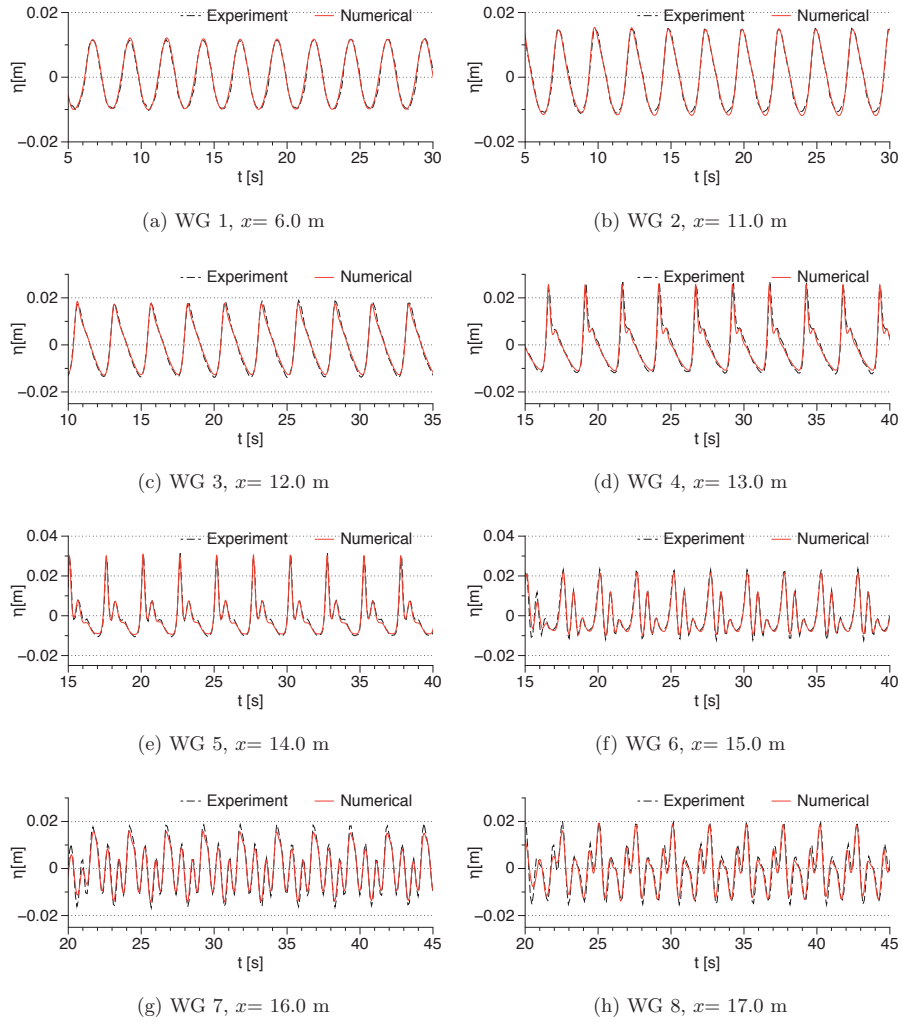 Experiment Numerical
0.02
η[m]
0
−0.02
5 10 15 20 25 30
t [s]
(a) WG 1, x= 6.0 m
Experiment Numerical
0.02
η[m]
0
−0.02
5 10 15 20 25 30
t [s]
(b) WG 2, x= 11.0 m
Experiment Numerical
0.02
η[m]
0
−0.02
10 15 20 25 30 35
t [s]
(c) WG 3, x= 12.0 m
Experiment Numerical
0.02
η[m]
0
−0.02
15 20 25 30 35 40
t [s]
(d) WG 4, x= 13.0 m
0.04
Experiment Numerical
0.02
η[m]
0
−0.02
15 20 25 30 35 40
t [s]
(e) WG 5, x= 14.0 m
0.04
Experiment Numerical
0.02
η[m]
0
−0.02
15 20 25 30 35 40
t [s]
(f) WG 6, x= 15.0 m
Experiment Numerical
0.02
η[m]
0
−0.02
20 25 30 35 40 45
t [s]
(g) WG 7, x= 16.0 m
Experiment Numerical
0.02
η[m]
0
−0.02
20 25 30 35 40 45
t [s]
(h) WG 8, x= 17.0 m